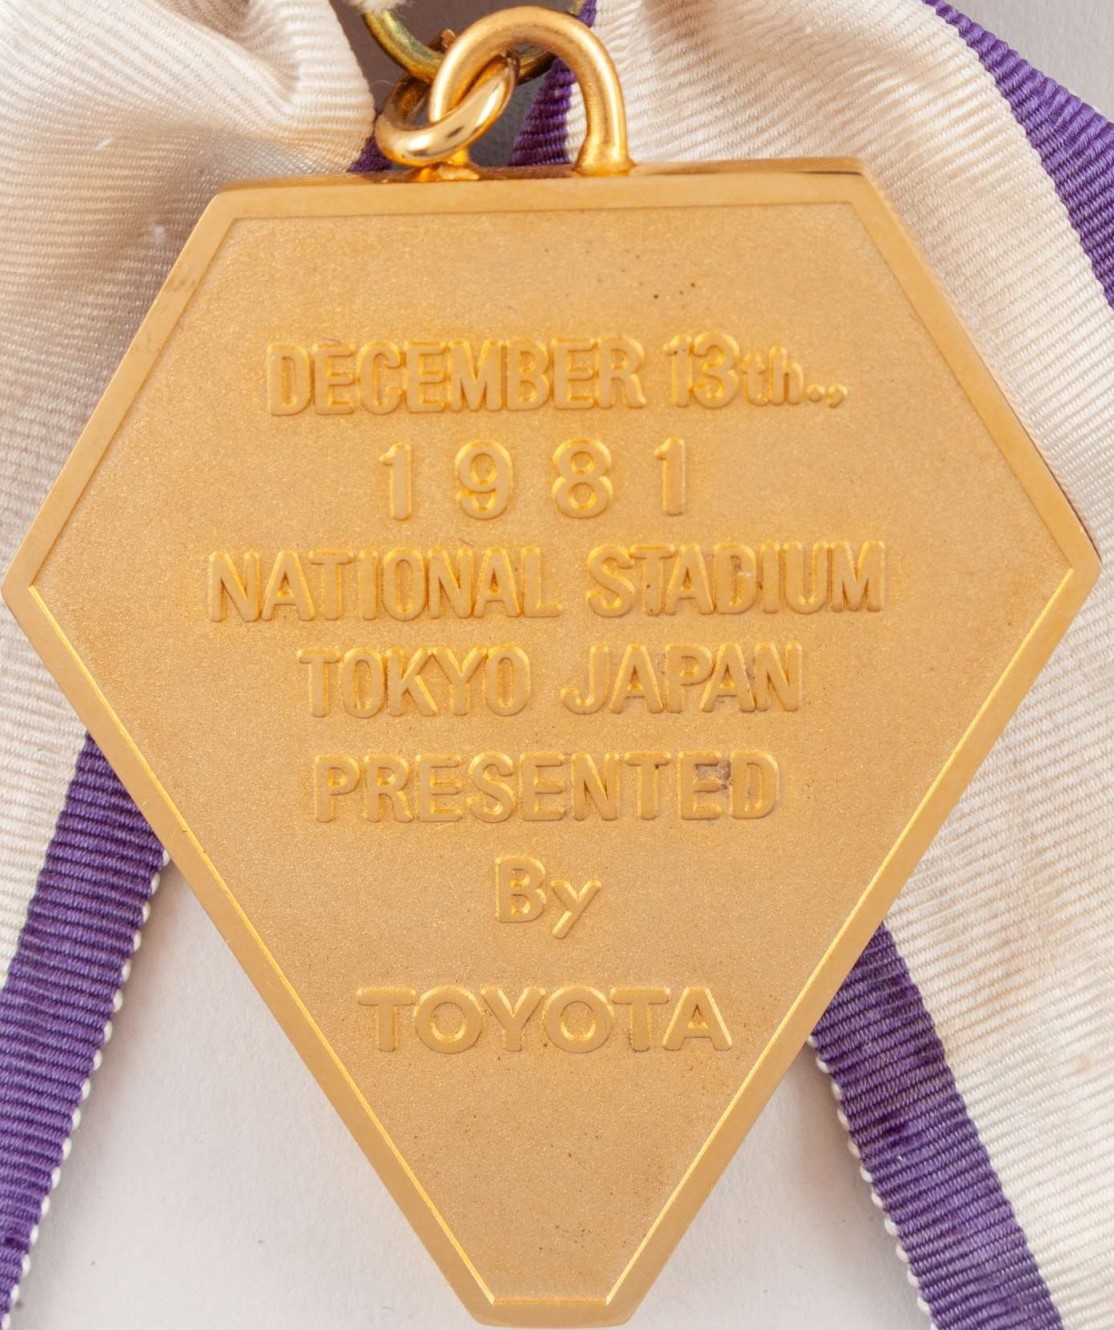 DECEMBER 13th.,
1981
NATIONAL STADIUM
TOKYO JAPAN
PRESENTED
By
TOYOTA